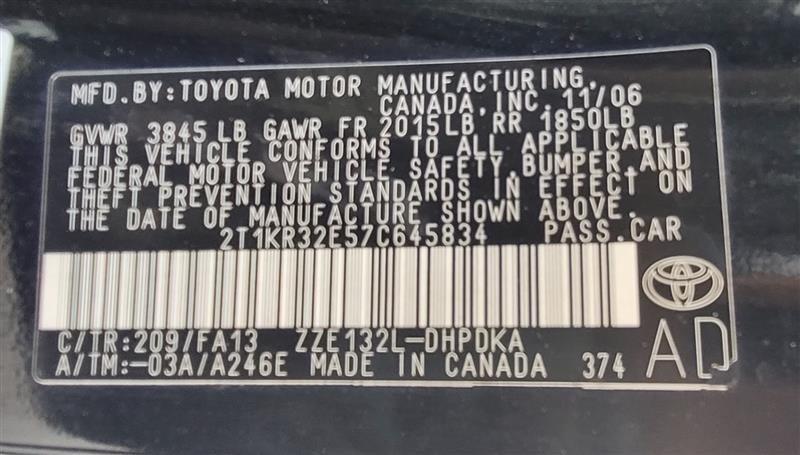 MFD.BY:TOYOTA MOTOR MANUFACTURING,
CANADA,INC. 11/06
GVWR 3845 LB GAWR FR 2015LB RR 1850LB
THIS VEHICLE CONFORMS TO ALL APPLICABLE
FEDERAL MOTOR VEHICLE SAFETY,BUMPER,AND
THEFT PREVENTION STANDARDS IN EFFECT ON
THE DATE OF MANUFACTURE SHOWN ABOVE.
2T1KR32E57C645834 PASS.CAR
C/TR:209/FA13 ZZE132L-DHPDKA
A/TM:-03A/A246E MADE IN CANADA 374
AD